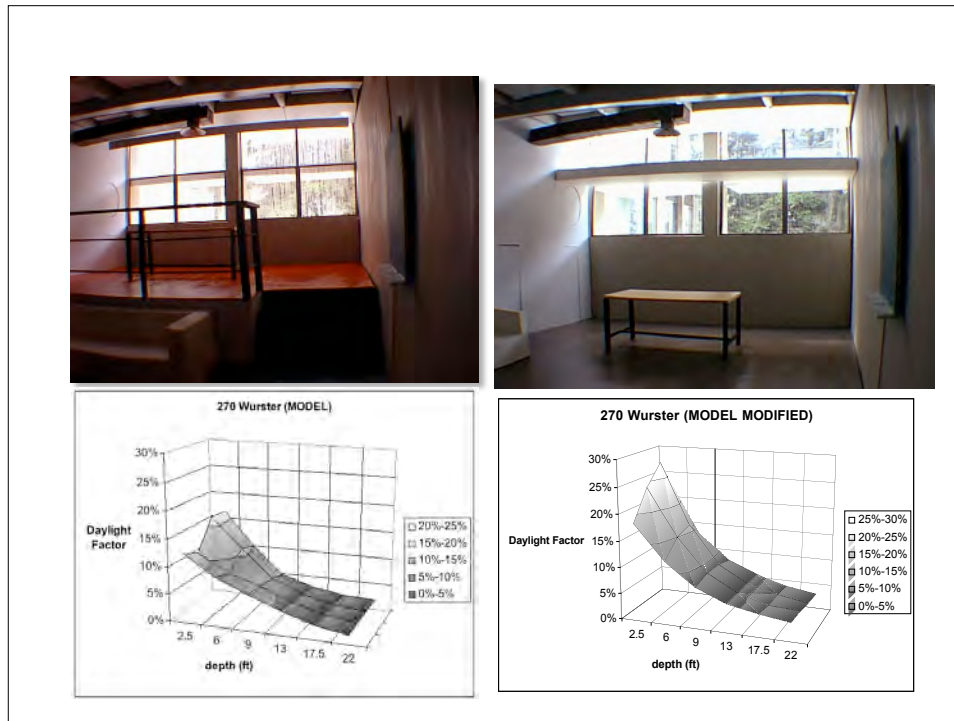 270 Wurster (MODEL)
30%
25%
20%
15%
10%
5%
0%
Daylight
Factor
2.5 6 9 13 17.5 22
depth (ft)
20%-25%
15%-20%
10%-15%
5%-10%
0%-5%
270 Wurster (MODEL MODIFIED)
30%
25%
20%
15%
10%
5%
0%
Daylight Factor
2.5 6 9 13 17.5 22
depth (ft)
25%-30%
20%-25%
15%-20%
10%-15%
5%-10%
0%-5%